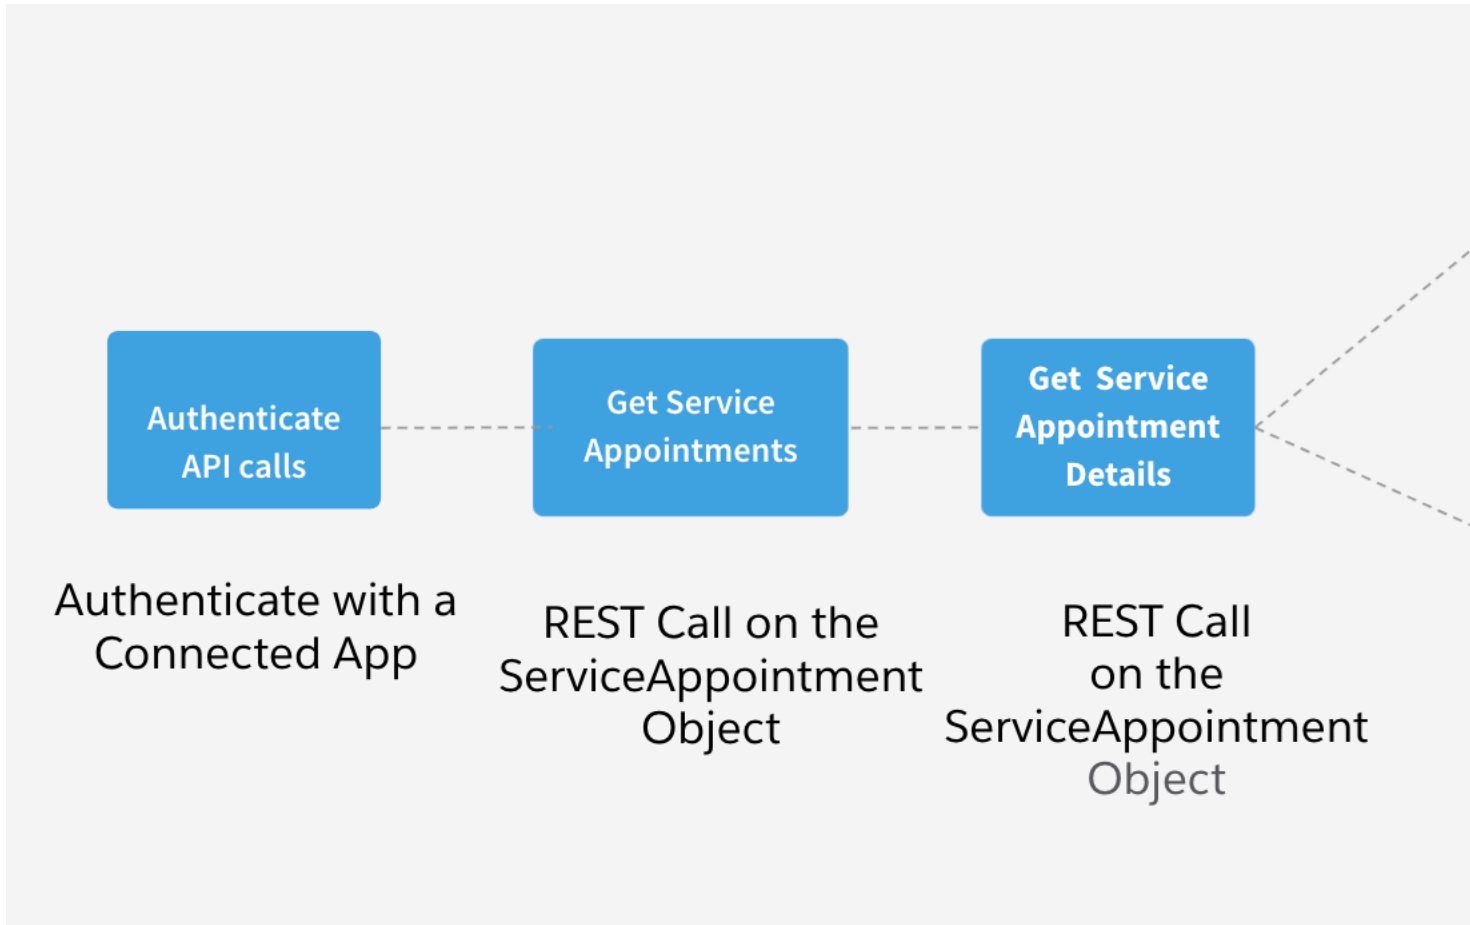 Authenticate
API calls
Get Service
Appointments
Get Service
Appointment
Details
Authenticate with a
Connected App
REST Call on the
ServiceAppointment
Object
REST Call
on the
ServiceAppointment
Object